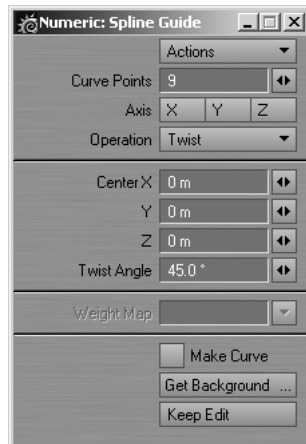 Numeric: Spline Guide
Actions
Curve Points 9
Axis X Y Z
Operation Twist
Center X 0 m
Y 0 m
Z 0 m
Twist Angle 45.0 °
Weight Map
Make Curve
Get Background ...
Keep Edit